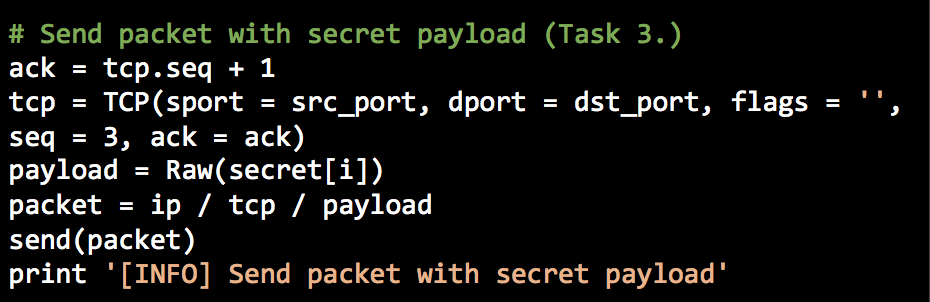 # Send packet with secret payload (Task 3.)
ack = tcp.seq + 1
tcp = TCP(sport = src_port, dport = dst_port, flags = '',
seq = 3, ack = ack)
payload = Raw(secret[i])
packet = ip / tcp / payload
send(packet)
print '[INFO] Send packet with secret payload'